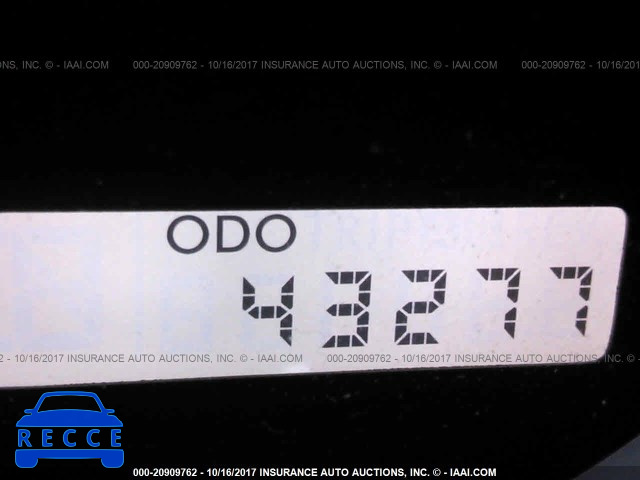 NS, INC. © - IAAI.COM 000-20909762 - 10/16/2017 INSURANCE AUTO AUCTIONS, INC. © - IAAI.COM 000-20909762 - 10/16/201
ODO
43277
2 - 10/16/2017 INSURANCE AUTO AUCTIONS, INC. © - IAAI.COM 000-20909762 - 10/16/2017 INSURANCE AUTO AUCTIONS, INC. © - IA
RECCE
000-20909762 - 10/16/2017 INSURANCE AUTO AUCTIONS, INC. © - IAAI.COM